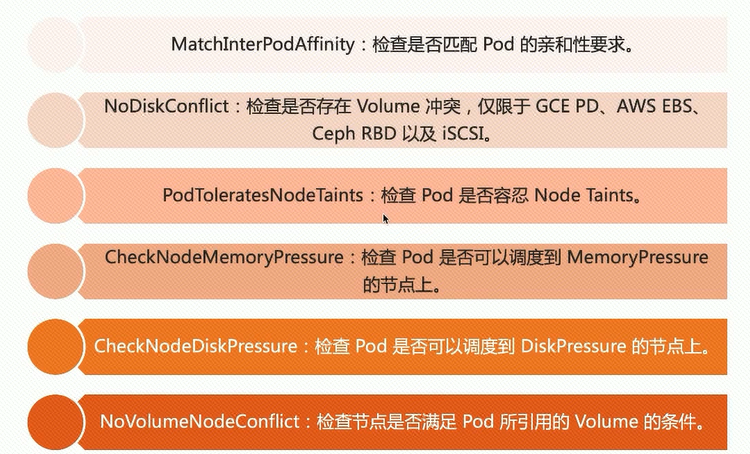 MatchInterPodAffinity：检查是否匹配 Pod 的亲和性要求。
NoDiskConflict：检查是否存在 Volume 冲突，仅限于 GCE PD、AWS EBS、
Ceph RBD 以及 iSCSI。
PodToleratesNodeTaints：检查 Pod 是否容忍 Node Taints。
CheckNodeMemoryPressure：检查 Pod 是否可以调度到 MemoryPressure
的节点上。
CheckNodeDiskPressure：检查 Pod 是否可以调度到 DiskPressure 的节点上。
NoVolumeNodeConflict：检查节点是否满足 Pod 所引用的 Volume 的条件。